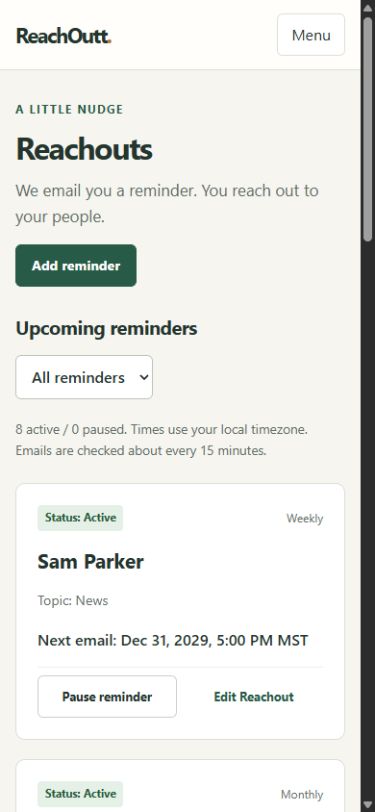 ReachOutt.
Menu
A LITTLE NUDGE
Reachouts
We email you a reminder. You reach out to
your people.
Add reminder
Upcoming reminders
All reminders
8 active / 0 paused. Times use your local timezone.
Emails are checked about every 15 minutes.
Status: Active
Weekly
Sam Parker
Topic: News
Next email: Dec 31, 2029, 5:00 PM MST
Pause reminder
Edit Reachout
Status: Active
Monthly